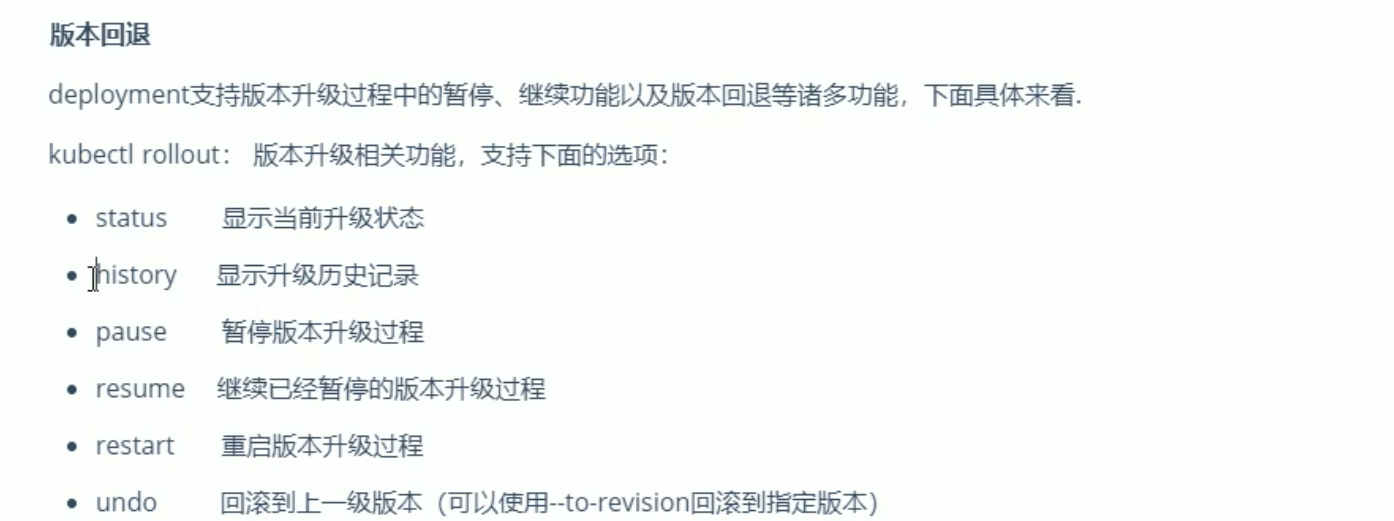 版本回退
deployment支持版本升级过程中的暂停、继续功能以及版本回退等诸多功能，下面具体来看.
kubectl rollout： 版本升级相关功能，支持下面的选项：
• status 显示当前升级状态
• history 显示升级历史记录
• pause 暂停版本升级过程
• resume 继续已经暂停的版本升级过程
• restart 重启版本升级过程
• undo 回滚到上一级版本（可以使用--to-revision回滚到指定版本）